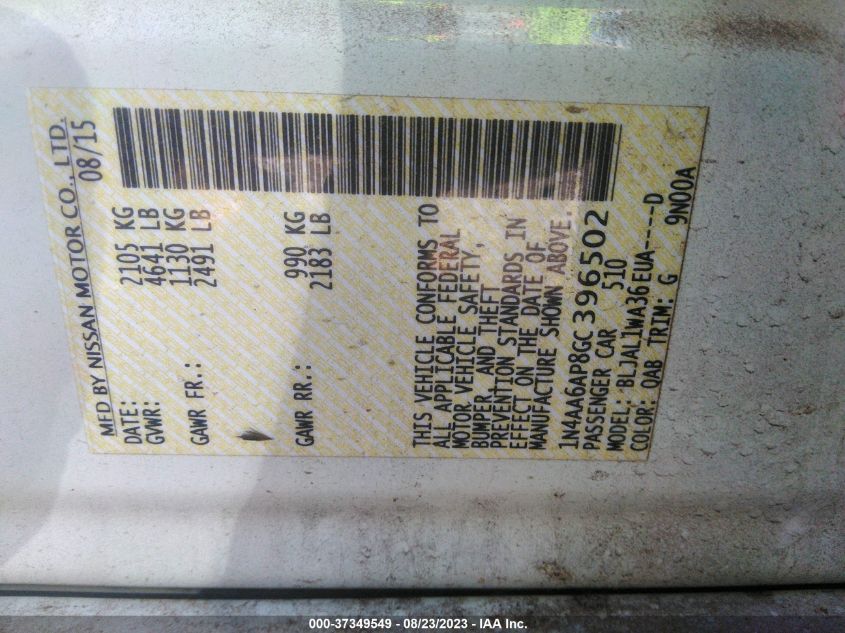 MFD BY NISSAN MOTOR CO., LTD.
DATE: 08/15
GVWR: 2105 KG
4641 LB
GAWR FR.: 1130 KG
2491 LB
GAWR RR.: 990 KG
2183 LB
THIS VEHICLE CONFORMS TO
ALL APPLICABLE FEDERAL
MOTOR VEHICLE SAFETY,
BUMPER AND THEFT
PREVENTION STANDARDS IN
EFFECT ON THE DATE OF
MANUFACTURE SHOWN ABOVE.
1N4AA6AP8GC396502
PASSENGER CAR 510
MODEL: BLJAL1WA36EUA-----D
COLOR: QAB TRIM: G 9N00A
000-37349549 - 08/23/2023 - IAA Inc.